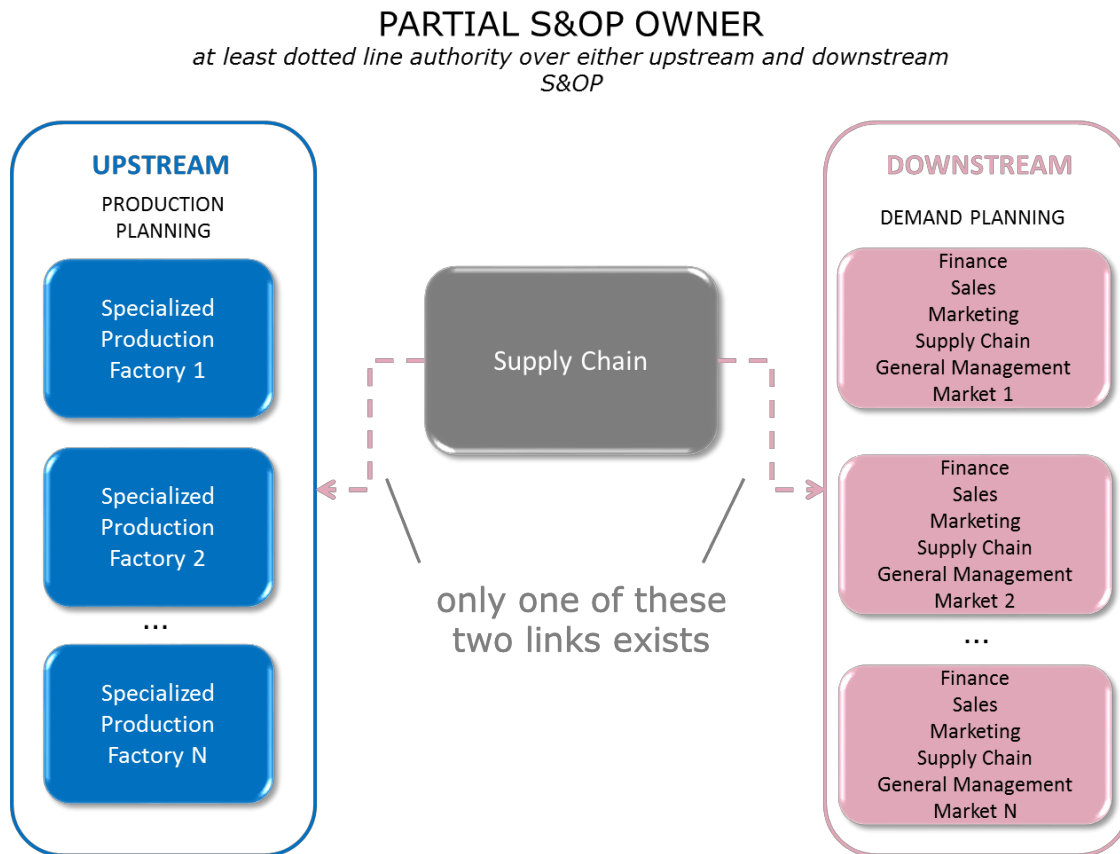 PARTIAL S&OP OWNER
at least dotted line authority over either upstream and downstream
S&OP
UPSTREAM
PRODUCTION
PLANNING
Specialized
Production
Factory 1
Specialized
Production
Factory 2
...
Specialized
Production
Factory N
Supply Chain
only one of these
two links exists
DOWNSTREAM
DEMAND PLANNING
Finance
Sales
Marketing
Supply Chain
General Management
Market 1
Finance
Sales
Marketing
Supply Chain
General Management
Market 2
...
Finance
Sales
Marketing
Supply Chain
General Management
Market N